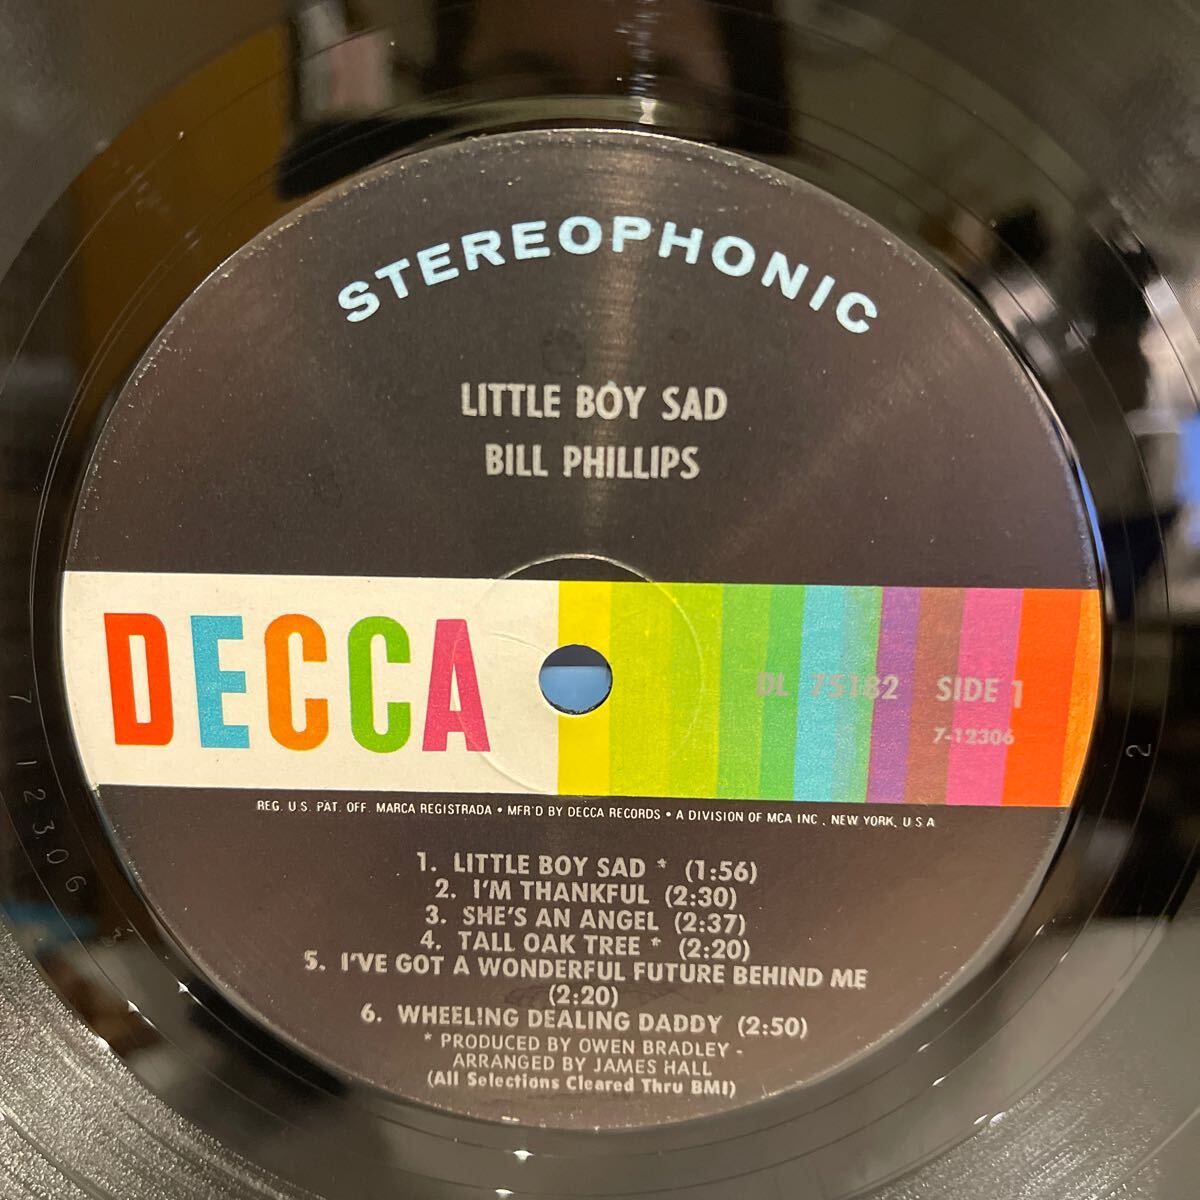 STEREOPHONIC
LITTLE BOY SAD
BILL PHILLIPS
DECCA
DL 75182 SIDE 1
7-12306
REG. U.S. PAT. OFF. MARCA REGISTRADA • MFR'D BY DECCA RECORDS • A DIVISION OF MCA INC., NEW YORK, U.S.A
1. LITTLE BOY SAD * (1:56)
2. I'M THANKFUL (2:30)
3. SHE'S AN ANGEL (2:37)
4. TALL OAK TREE * (2:20)
5. I'VE GOT A WONDERFUL FUTURE BEHIND ME
(2:20)
6. WHEELING DEALING DADDY (2:50)
* PRODUCED BY OWEN BRADLEY -
ARRANGED BY JAMES HALL
(All Selections Cleared Thru BMI)
7 12306
2